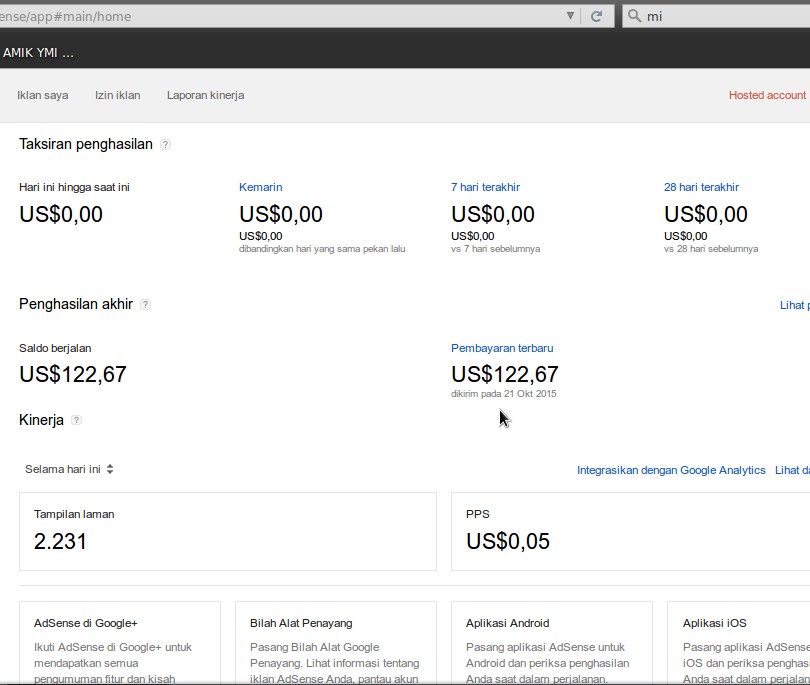 ense/app#main/home
mi
AMIK YMI ...
Iklan saya Izin iklan Laporan kinerja Hosted account
Taksiran penghasilan ?
Hari ini hingga saat ini Kemarin 7 hari terakhir 28 hari terakhir
US$0,00 US$0,00 US$0,00 US$0,00
US$0,00 US$0,00 US$0,00
dibandingkan hari yang sama pekan lalu vs 7 hari sebelumnya vs 28 hari sebelumnya
Penghasilan akhir ? Lihat p
Saldo berjalan Pembayaran terbaru
US$122,67 US$122,67
dikirim pada 21 Okt 2015
Kinerja ?
Selama hari ini Integrasikan dengan Google Analytics Lihat da
Tampilan laman PPS
2.231 US$0,05
AdSense di Google+
Ikuti AdSense di Google+ untuk
mendapatkan semua
pengumuman fitur dan kisah
Bilah Alat Penayang
Pasang Bilah Alat Google
Penayang. Lihat informasi tentang
iklan AdSense Anda, pantau akun
Aplikasi Android
Pasang aplikasi AdSense untuk
Android dan periksa penghasilan
Anda saat dalam perjalanan.
Aplikasi iOS
Pasang aplikasi AdSense
iOS dan periksa penghas
Anda saat dalam perjalan